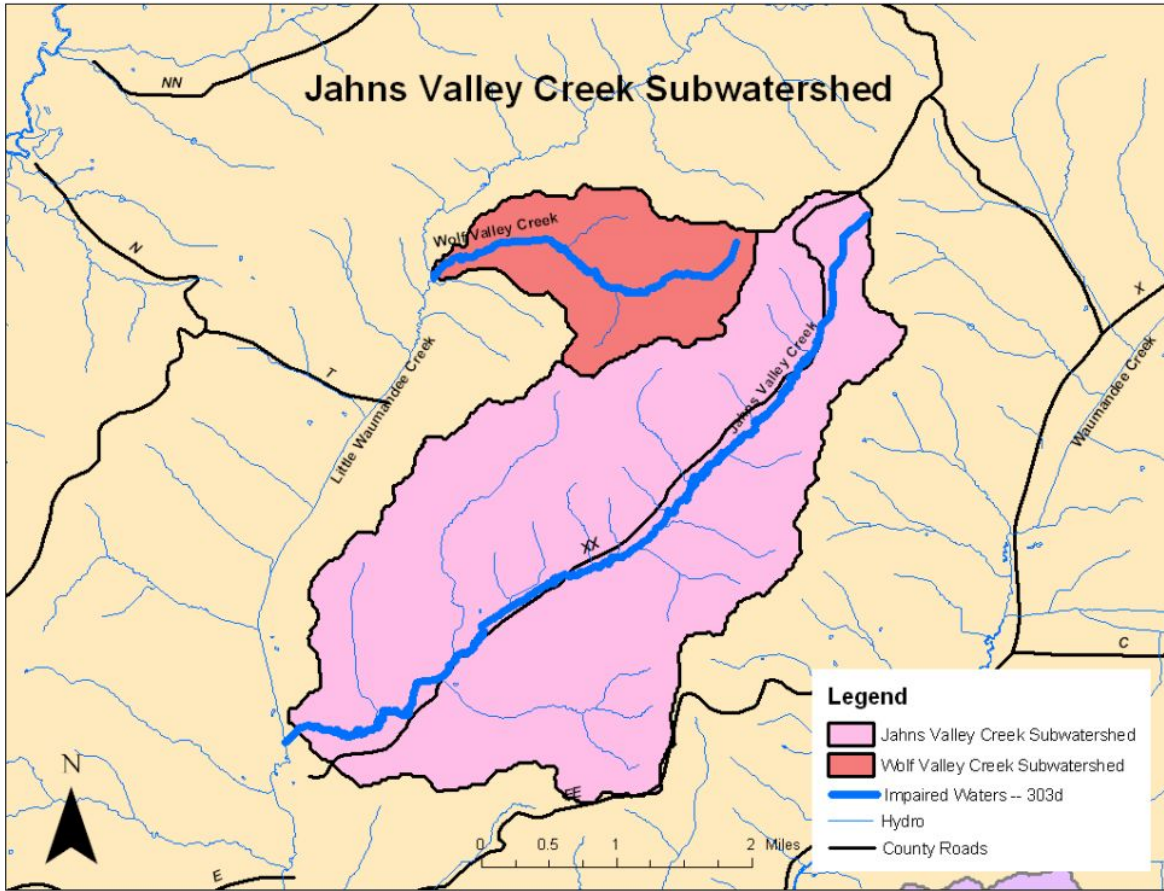 NN
Jahns Valley Creek Subwatershed
Wolf Valley Creek
N
X
T
Little Waumandee Creek
Jahns Valley Creek
Waumandee Creek
XX
C
Legend
Jahns Valley Creek Subwatershed
Wolf Valley Creek Subwatershed
Impaired Waters -- 303d
Hydro
County Roads
N
EE
0 0.5 1 2 Miles
E